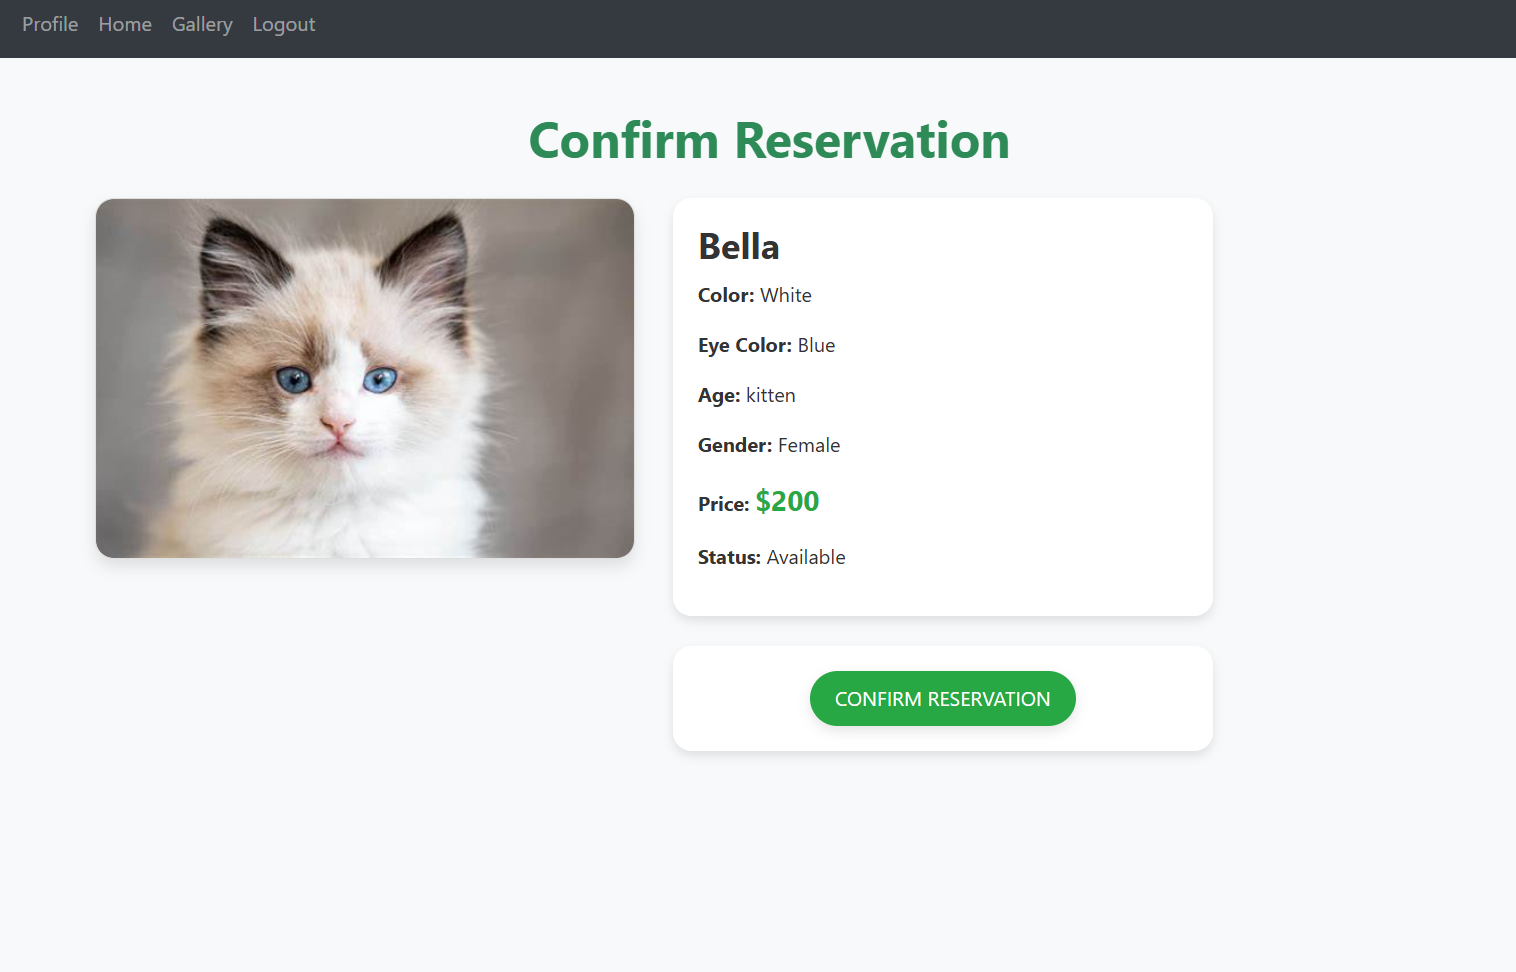 Profile Home Gallery Logout
Confirm Reservation
Bella
Color: White
Eye Color: Blue
Age: kitten
Gender: Female
Price: $200
Status: Available
CONFIRM RESERVATION